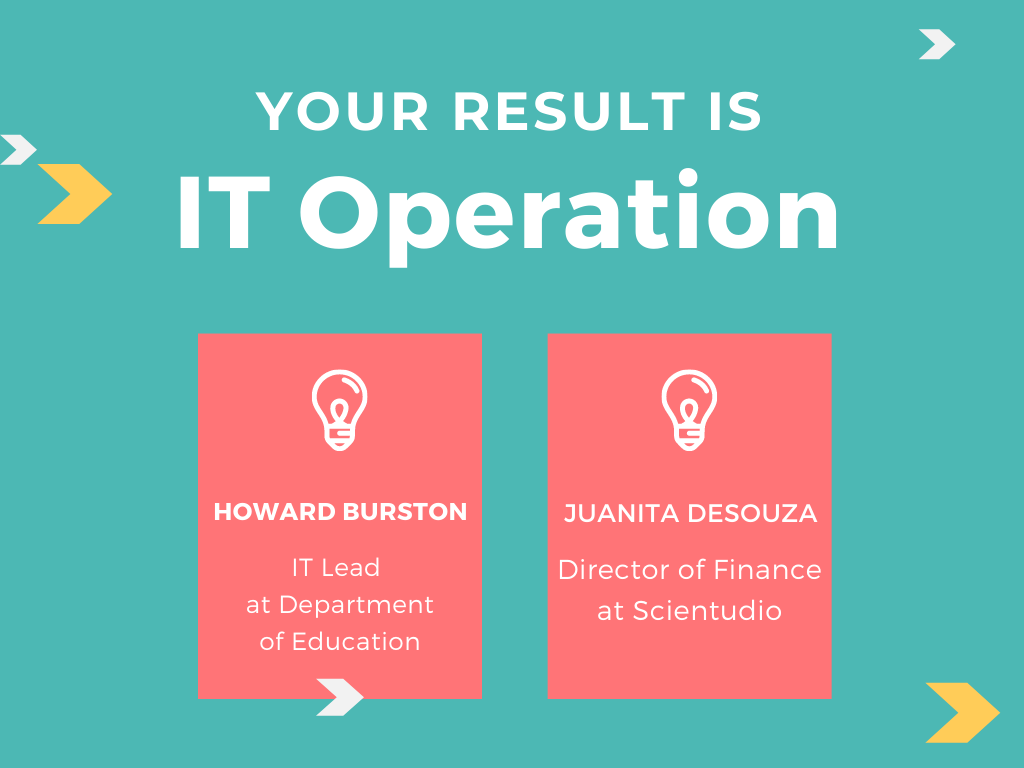 YOUR RESULT IS
IT Operation
HOWARD BURSTON
IT Lead
at Department
of Education
JUANITA DESOUZA
Director of Finance
at Scientudio